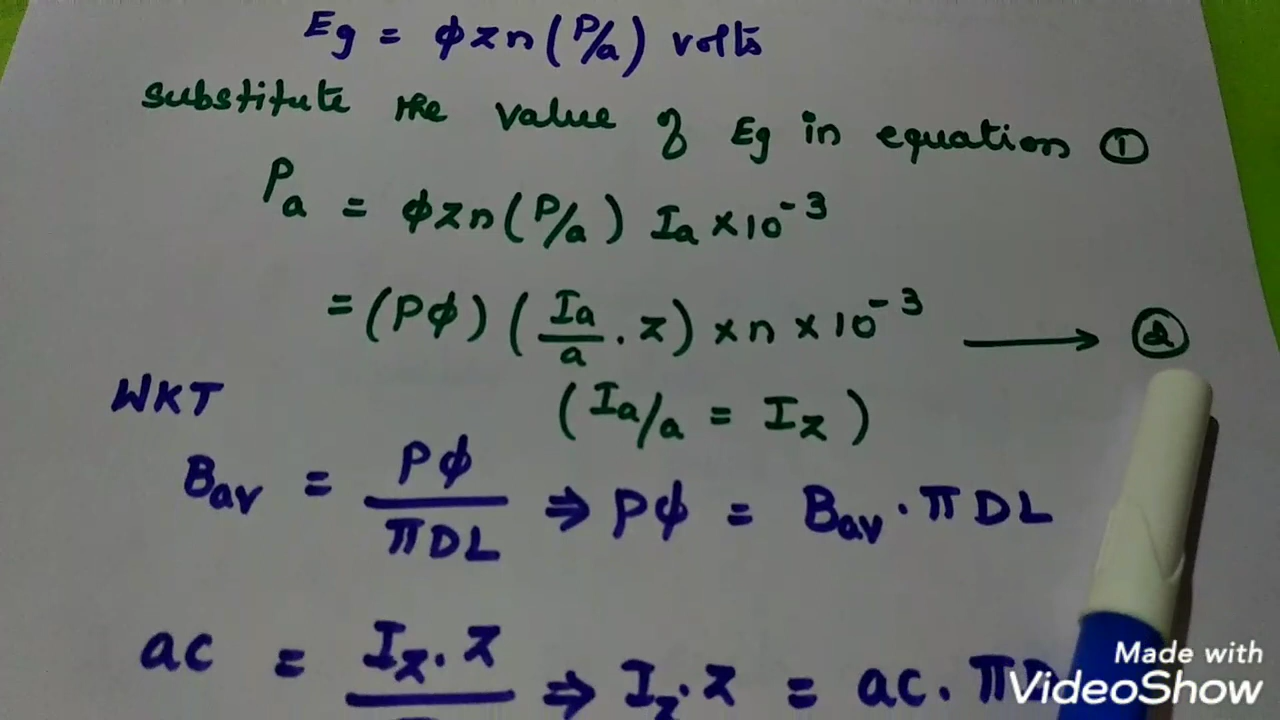 Eg = φzn(P/a) volts
substitute the value of Eg in equation ①
Pa = φzn(P/a) Ia×10⁻³
= (Pφ) (Ia/a . z) × n × 10⁻³ ⟶ ②
(Ia/a = Iz)
WKT
Bav = Pφ/πDL ⇒ Pφ = Bav . πDL
ac = Iz.z ⇒ Iz.z = ac. πD
Made with
VideoShow